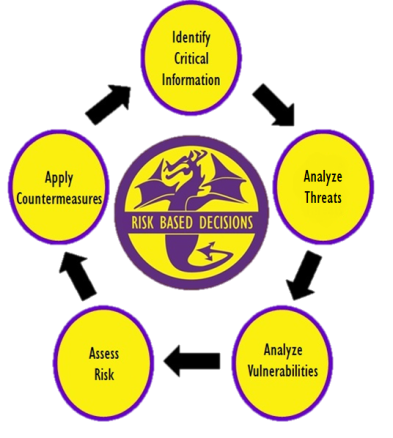 Identify
Critical
Information
Analyze
Threats
Analyze
Vulnerabilities
Assess
Risk
Apply
Countermeasures
RISK BASED DECISIONS